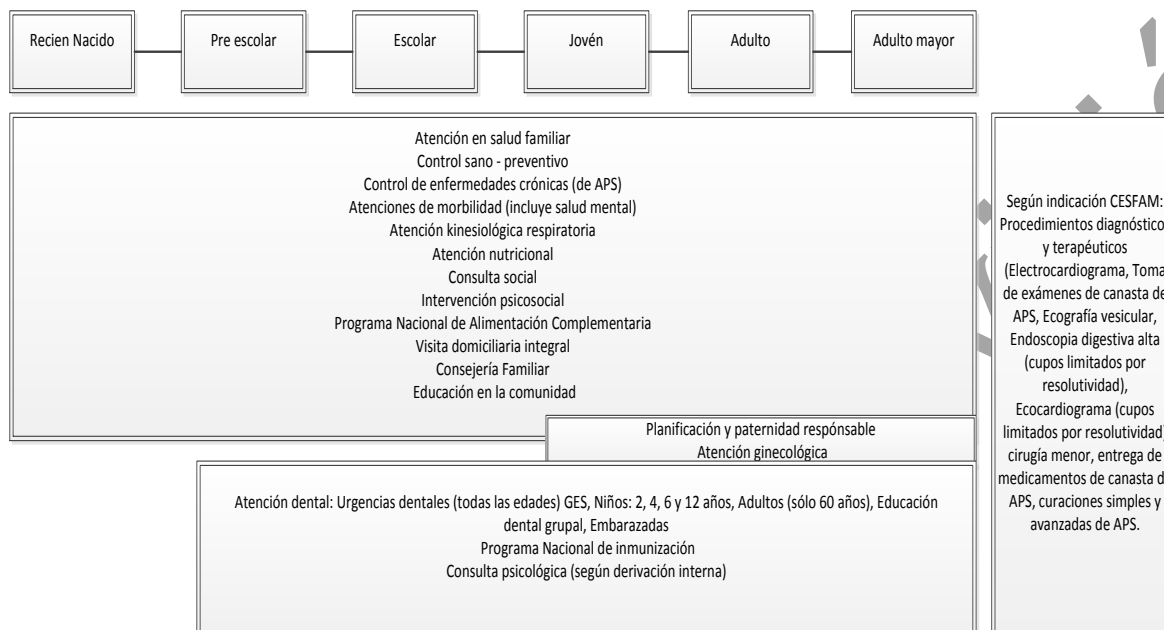 Recien Nacido
Pre escolar
Escolar
Jovén
Adulto
Adulto mayor
Atención en salud familiar
Control sano - preventivo
Control de enfermedades crónicas (de APS)
Atenciones de morbilidad (incluye salud mental)
Atención kinesiológica respiratoria
Atención nutricional
Consulta social
Intervención psicosocial
Programa Nacional de Alimentación Complementaria
Visita domiciliaria integral
Consejería Familiar
Educación en la comunidad
Planificación y paternidad respónsable
Atención ginecológica
Atención dental: Urgencias dentales (todas las edades) GES, Niños: 2, 4, 6 y 12 años, Adultos (sólo 60 años), Educación
dental grupal, Embarazadas
Programa Nacional de inmunización
Consulta psicológica (según derivación interna)
Según indicación CESFAM:
Procedimientos diagnóstico
y terapéuticos
(Electrocardiograma, Toma
de exámenes de canasta de
APS, Ecografía vesicular,
Endoscopia digestiva alta
(cupos limitados por
resolutividad),
Ecocardiograma (cupos
limitados por resolutividad)
cirugía menor, entrega de
medicamentos de canasta d
APS, curaciones simples y
avanzadas de APS.